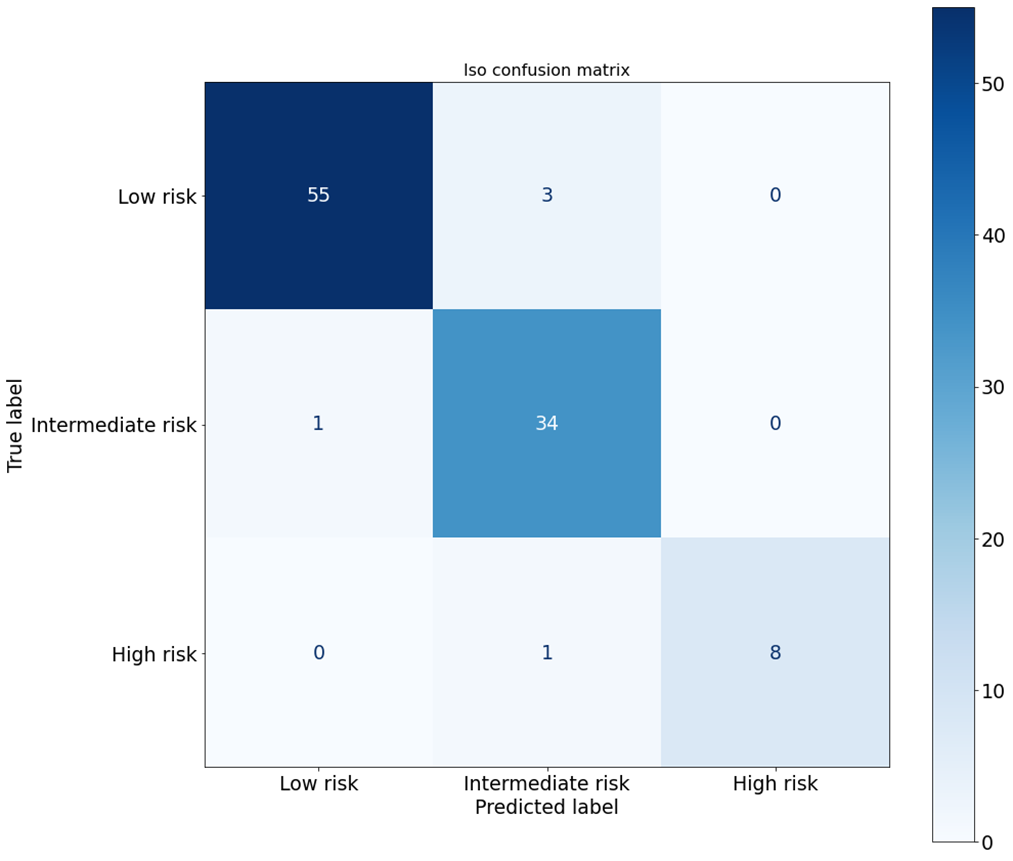 Iso confusion matrix
True label
Low risk
55
3
0
Intermediate risk
1
34
0
High risk
0
1
8
Low risk
Intermediate risk
High risk
Predicted label
50
40
30
20
10
0